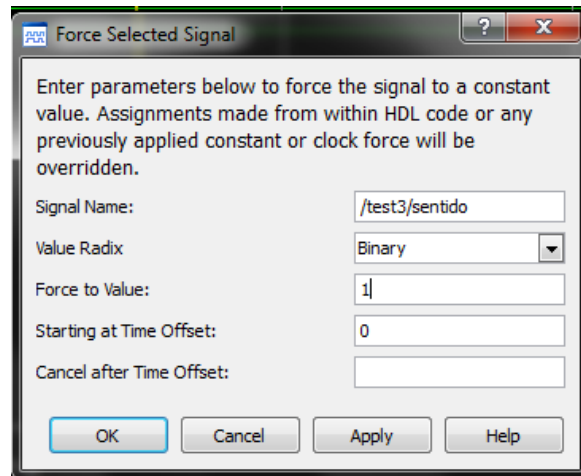 Force Selected Signal
?
X
Enter parameters below to force the signal to a constant
value. Assignments made from within HDL code or any
previously applied constant or clock force will be
overridden.
Signal Name: /test3/sentido
Value Radix Binary
Force to Value: 1
Starting at Time Offset: 0
Cancel after Time Offset:
OK Cancel Apply Help